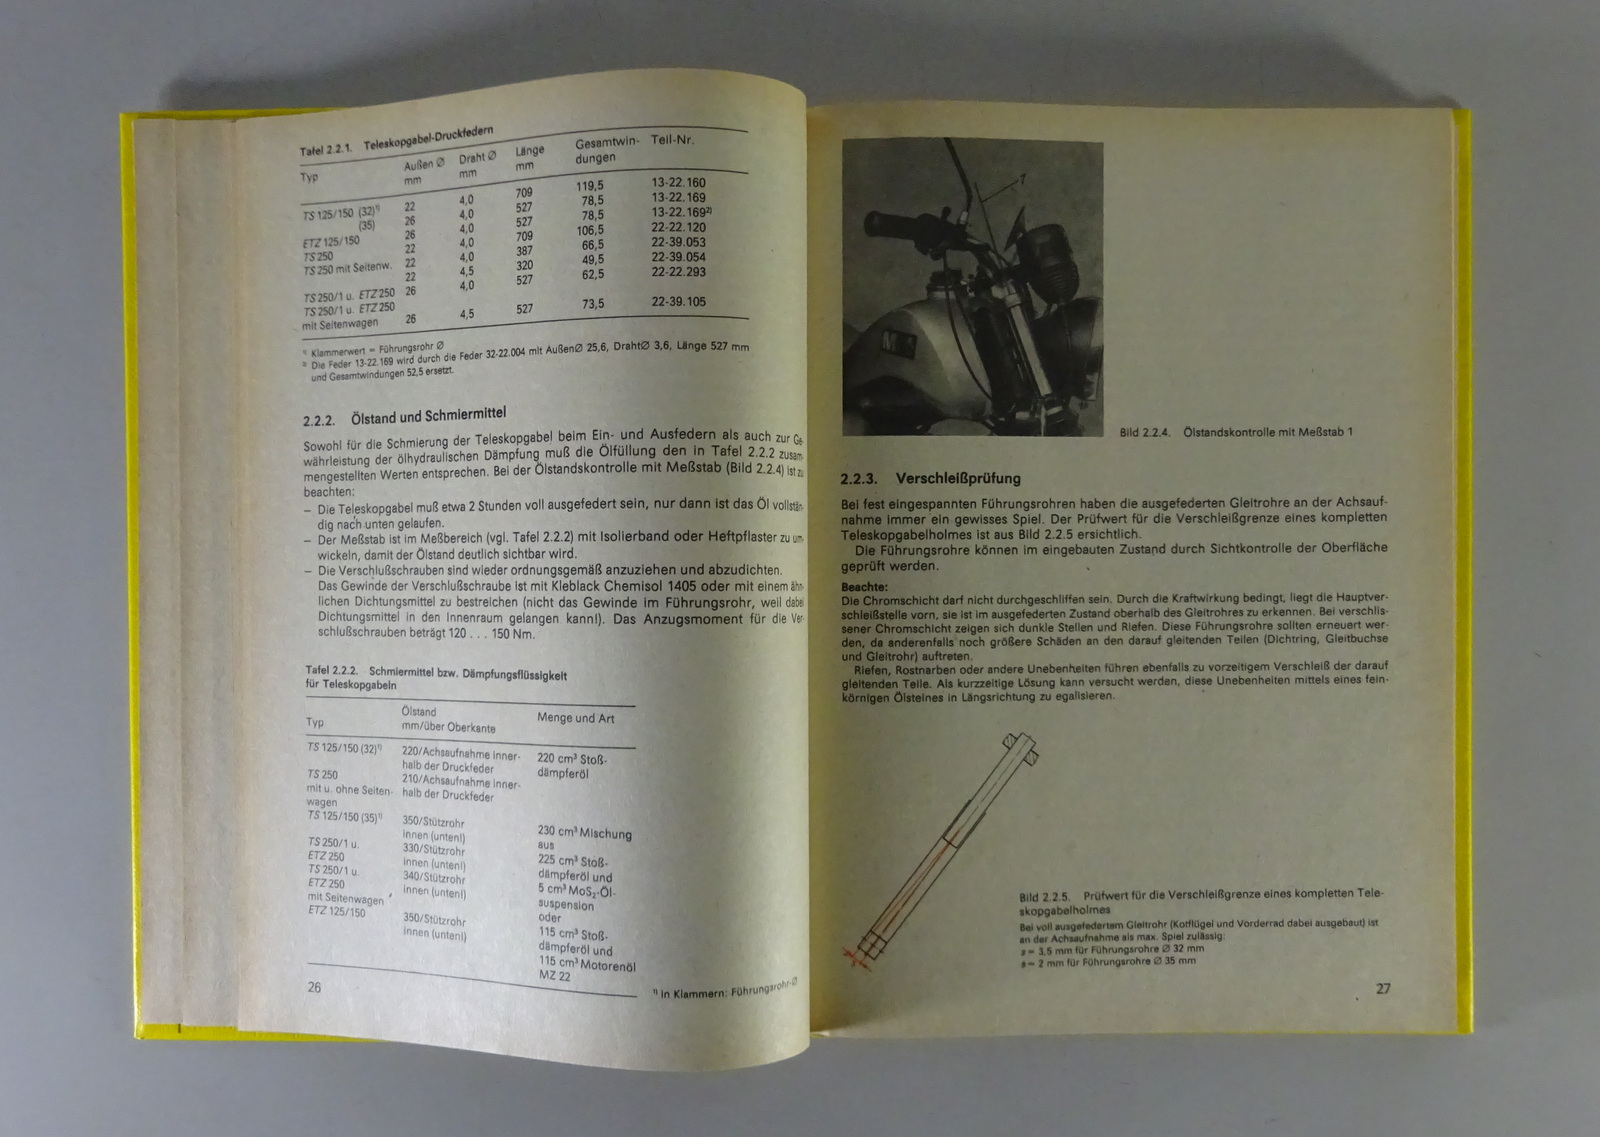 Tafel 2.2.1. Teleskopgabel-Druckfedern
Typ Außen ∅ mm Draht ∅ mm Länge mm Gesamtwin- dungen Teil-Nr.
TS 125/150 (32)¹⁾ 22 4,0 709 119,5 13-22.160
(35) 26 4,0 527 78,5 13-22.169
ETZ 125/150 26 4,0 527 78,5 13-22.169²⁾
TS 250 22 4,0 709 106,5 22-22.120
TS 250 mit Seitenw. 22 4,0 387 66,5 22-39.053
22 4,5 320 49,5 22-39.054
TS 250/1 u. ETZ 250 26 4,0 527 62,5 22-22.293
TS 250/1 u. ETZ 250
mit Seitenwagen 26 4,5 527 73,5 22-39.105
¹⁾ Klammerwert = Führungsrohr ∅
²⁾ Die Feder 13-22.169 wird durch die Feder 32-22.004 mit Außen∅ 25,6, Draht∅ 3,6, Länge 527 mm
und Gesamtwindungen 52,5 ersetzt.
2.2.2. Ölstand und Schmiermittel
Sowohl für die Schmierung der Teleskopgabel beim Ein- und Ausfedern als auch zur Ge-
währleistung der ölhydraulischen Dämpfung muß die Ölfüllung den in Tafel 2.2.2 zusam-
mengestellten Werten entsprechen. Bei der Ölstandskontrolle mit Meßstab (Bild 2.2.4) ist zu
beachten:
– Die Teleskopgabel muß etwa 2 Stunden voll ausgefedert sein, nur dann ist das Öl vollstän-
dig nach unten gelaufen.
– Der Meßstab ist im Meßbereich (vgl. Tafel 2.2.2) mit Isolierband oder Heftpflaster zu um-
wickeln, damit der Ölstand deutlich sichtbar wird.
– Die Verschlußschrauben sind wieder ordnungsgemäß anzuziehen und abzudichten.
Das Gewinde der Verschlußschraube ist mit Kleblack Chemisol 1405 oder mit einem ähn-
lichen Dichtungsmittel zu bestreichen (nicht das Gewinde im Führungsrohr, weil dabei
Dichtungsmittel in den Innenraum gelangen kann!). Das Anzugsmoment für die Ver-
schlußschrauben beträgt 120 . . . 150 Nm.
Tafel 2.2.2. Schmiermittel bzw. Dämpfungsflüssigkeit
für Teleskopgabeln
Typ Ölstand mm/über Oberkante Menge und Art
TS 125/150 (32)¹⁾ 220/Achsaufnahme inner- 220 cm³ Stoß-
halb der Druckfeder dämpferöl
TS 250 210/Achsaufnahme inner-
mit u. ohne Seiten- halb der Druckfeder
wagen
TS 125/150 (35)¹⁾ 350/Stützrohr 230 cm³ Mischung
innen (unten!) aus
TS 250/1 u. 330/Stützrohr 225 cm³ Stoß-
ETZ 250 innen (unten!) dämpferöl und
TS 250/1 u. 340/Stützrohr 5 cm³ MoS₂-Öl-
ETZ 250 innen (unten!) suspension
mit Seitenwagen oder
ETZ 125/150 350/Stützrohr 115 cm³ Stoß-
innen (unten!) dämpferöl und
115 cm³ Motorenöl
MZ 22
26
¹⁾ in Klammern: Führungsrohr-∅
1
Bild 2.2.4. Ölstandskontrolle mit Meßstab 1
2.2.3. Verschleißprüfung
Bei fest eingespannten Führungsrohren haben die ausgefederten Gleitrohre an der Achsauf-
nahme immer ein gewisses Spiel. Der Prüfwert für die Verschleißgrenze eines kompletten
Teleskopgabelholmes ist aus Bild 2.2.5 ersichtlich.
Die Führungsrohre können im eingebauten Zustand durch Sichtkontrolle der Oberfläche
geprüft werden.
Beachte:
Die Chromschicht darf nicht durchgeschliffen sein. Durch die Kraftwirkung bedingt, liegt die Hauptver-
schleißstelle vorn, sie ist im ausgefederten Zustand oberhalb des Gleitrohres zu erkennen. Bei verschlis-
sener Chromschicht zeigen sich dunkle Stellen und Riefen. Diese Führungsrohre sollten erneuert wer-
den, da anderenfalls noch größere Schäden an den darauf gleitenden Teilen (Dichtring, Gleitbuchse
und Gleitrohr) auftreten.
Riefen, Rostnarben oder andere Unebenheiten führen ebenfalls zu vorzeitigem Verschleiß der darauf
gleitenden Teile. Als kurzzeitige Lösung kann versucht werden, diese Unebenheiten mittels eines fein-
körnigen Ölsteines in Längsrichtung zu egalisieren.
Bild 2.2.5. Prüfwert für die Verschleißgrenze eines kompletten Tele-
skopgabelholmes
Bei voll ausgefedertem Gleitrohr (Kotflügel und Vorderrad dabei ausgebaut) ist
an der Achsaufnahme als max. Spiel zulässig:
a = 3,5 mm für Führungsrohre ∅ 32 mm
a = 2 mm für Führungsrohre ∅ 35 mm
27